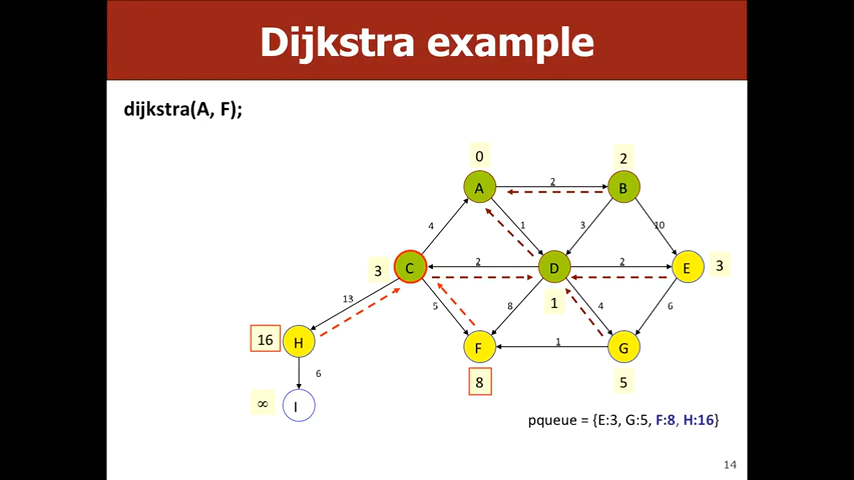 Dijkstra example
dijkstra(A, F);
0
2
A
2
B
4
1
3
10
3
C
2
D
2
E
3
13
5
8
1
4
6
16
H
F
1
G
6
8
5
∞
I
pqueue = {E:3, G:5, F:8, H:16}
14